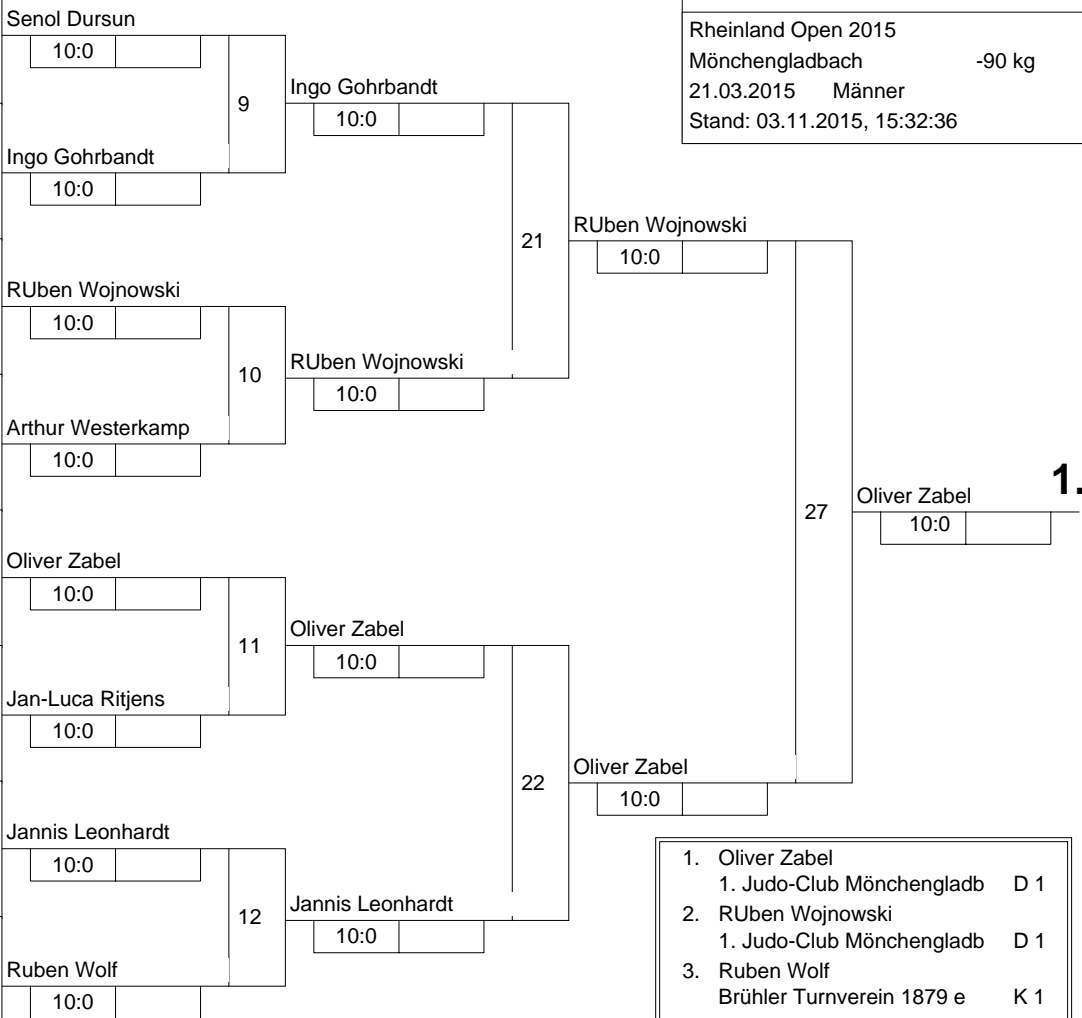 Senol Dursun
10:0
9
Ingo Gohrbandt
10:0
Ingo Gohrbandt
10:0
21
RUben Wojnowski
10:0
RUben Wojnowski
10:0
10
RUben Wojnowski
10:0
Arthur Westerkamp
10:0
27
Oliver Zabel
1.
10:0
Oliver Zabel
10:0
11
Oliver Zabel
10:0
Jan-Luca Ritjens
10:0
22
Oliver Zabel
10:0
Jannis Leonhardt
10:0
12
Jannis Leonhardt
10:0
Ruben Wolf
10:0
Rheinland Open 2015
Mönchengladbach -90 kg
21.03.2015 Männer
Stand: 03.11.2015, 15:32:36
1. Oliver Zabel
1. Judo-Club Mönchengladb D 1
2. RUben Wojnowski
1. Judo-Club Mönchengladb D 1
3. Ruben Wolf
Brühler Turnverein 1879 e K 1